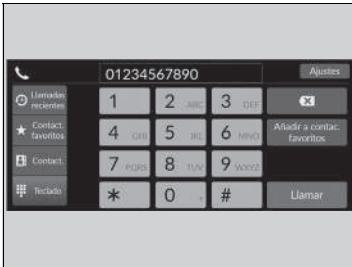 01234567890
Ajustes
Llamadas
recientes
1
2 ABC
3 DEF
Contact.
favoritos
4 GHI
5 JKL
6 MNO
Añadir a contac.
favoritos
Contact.
7 PQRS
8 TUV
9 WXYZ
Teclado
*
0 +
#
Llamar